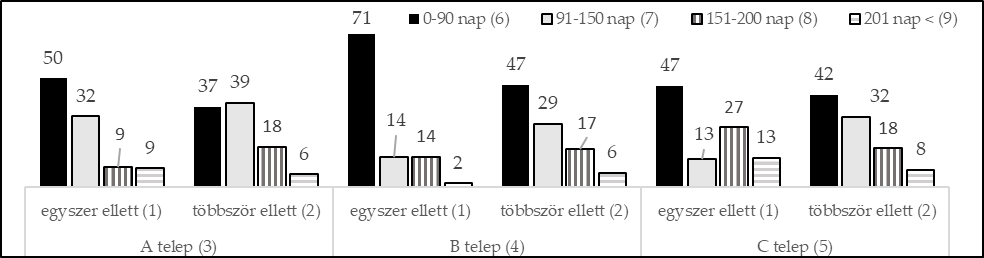 0-90 nap (6) 91-150 nap (7) 151-200 nap (8) 201 nap < (9)
50 32 9 9 37 39 18 6 71 14 14 2 47 29 17 6 47 13 27 13 42 32 18 8
egyszer ellett (1) többször ellett (2) egyszer ellett (1) többször ellett (2) egyszer ellett (1) többször ellett (2)
A telep (3) B telep (4) C telep (5)